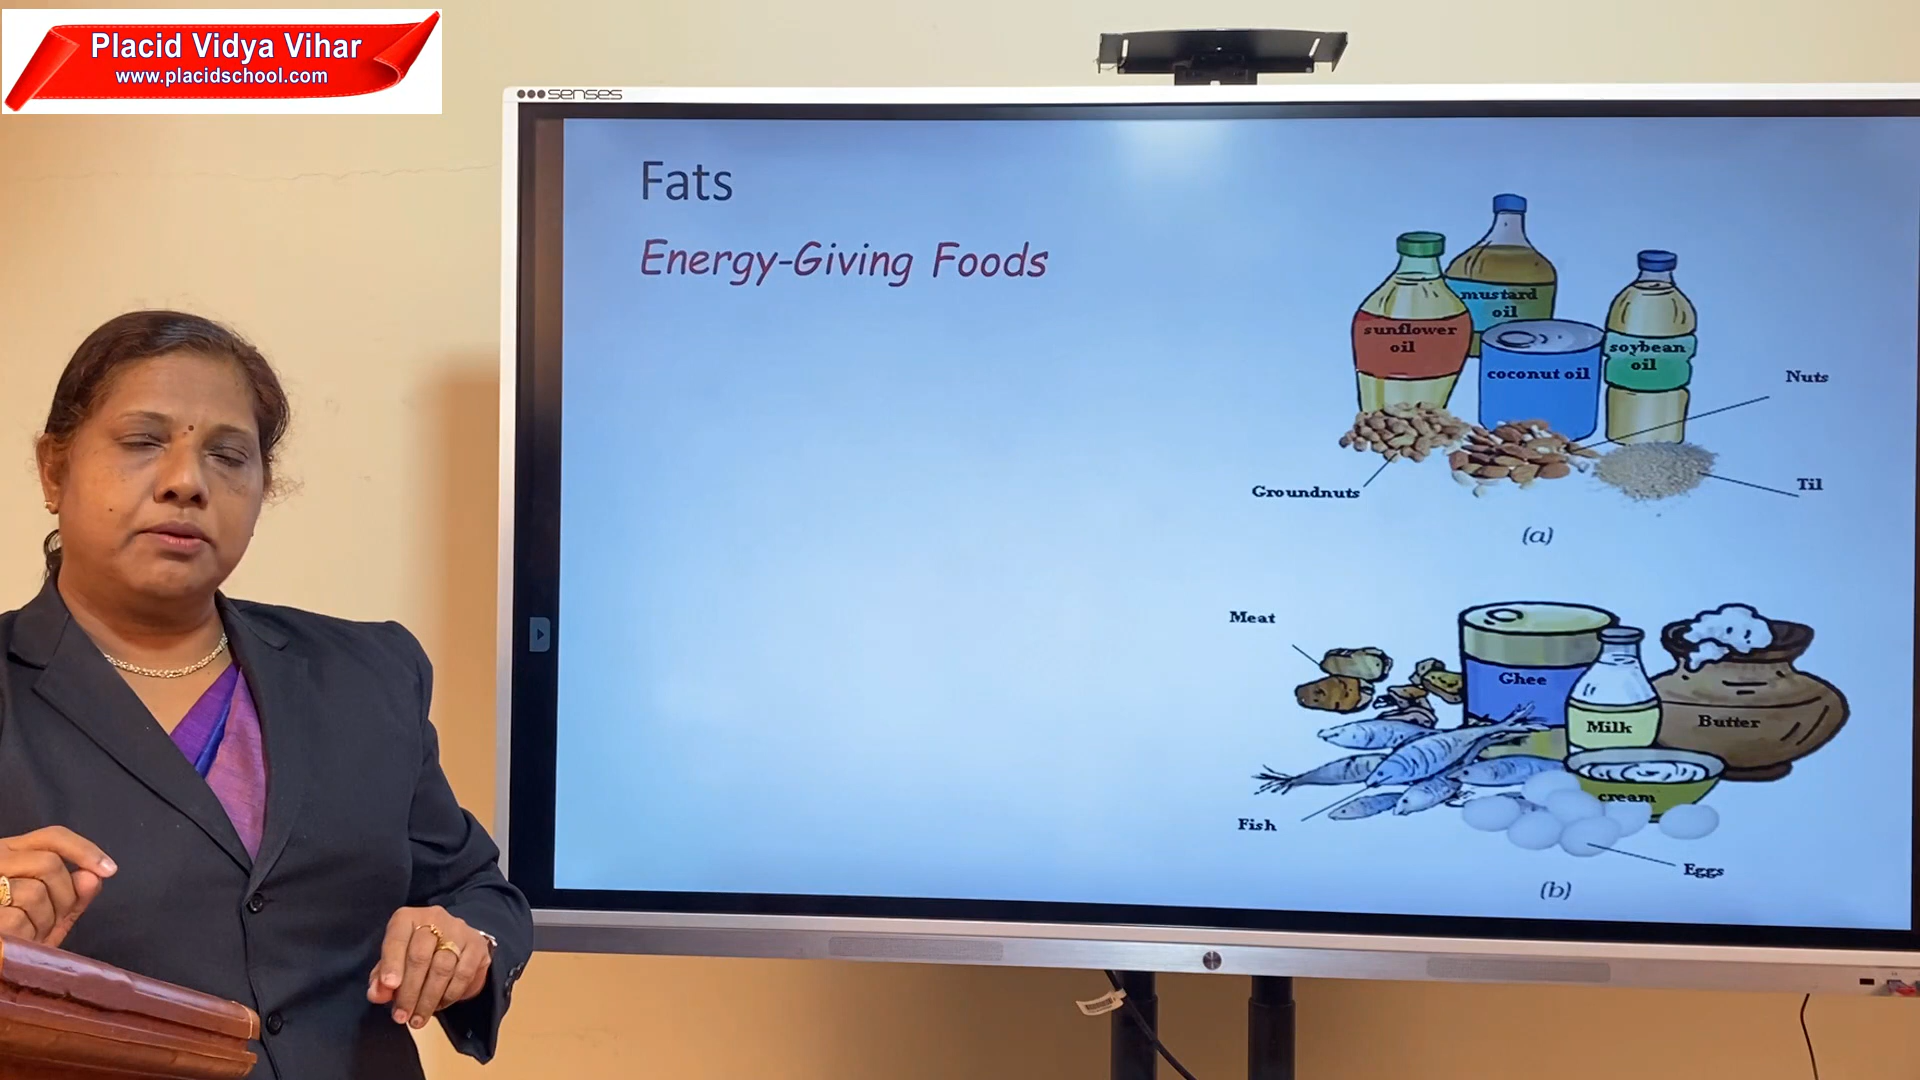 Placid Vidya Vihar
www.placidschool.com
senses
Fats
Energy-Giving Foods
mustard
oil
sunflower
oil
soybean
oil
coconut oil
Nuts
Groundnuts
Til
(a)
Meat
Ghee
Milk
Butter
cream
Fish
Eggs
(b)